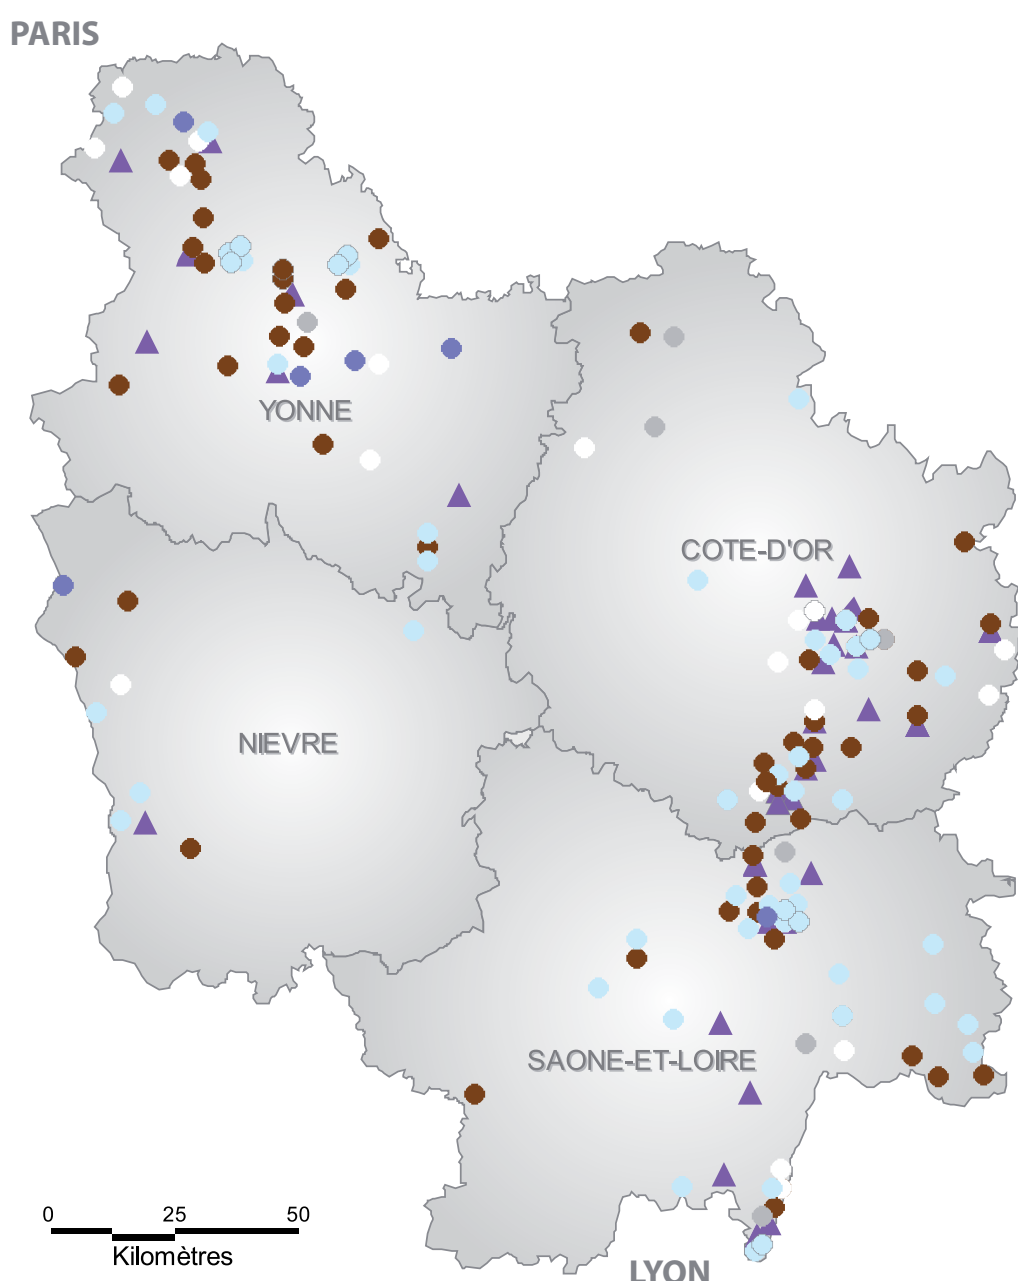 PARIS
YONNE
COTE-D'OR
NIEVRE
SAONE-ET-LOIRE
0 25 50
Kilomètres
LYON